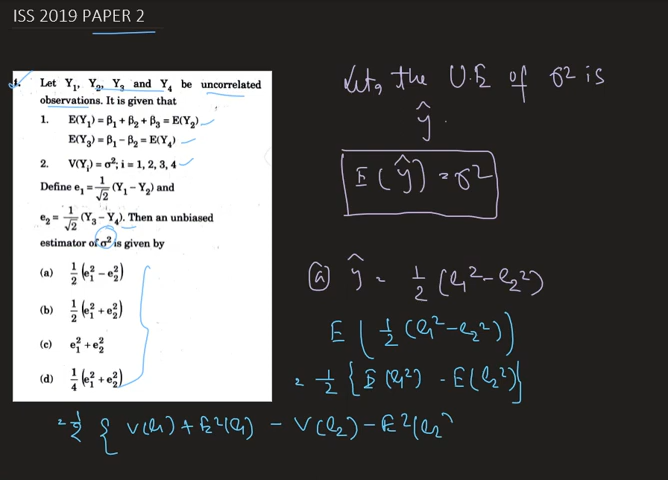 ISS 2019 PAPER 2
1. Let Y₁, Y₂, Y₃ and Y₄ be uncorrelated
observations. It is given that
1. E(Y₁) = β₁ + β₂ + β₃ = E(Y₂)
E(Y₃) = β₁ − β₂ = E(Y₄)
2. V(Yᵢ) = σ²; i = 1, 2, 3, 4
Define e₁ = 1/√2 (Y₁ − Y₂) and
e₂ = 1/√2 (Y₃ − Y₄). Then an unbiased
estimator of σ² is given by
(a) 1/2 (e₁² − e₂²)
(b) 1/2 (e₁² + e₂²)
(c) e₁² + e₂²
(d) 1/4 (e₁² + e₂²)
Let, the U.E of σ² is
ŷ.
E(ŷ) = σ²
(a) ŷ = 1/2 (e₁² − e₂²)
E(1/2 (e₁² − e₂²))
= 1/2 {E(e₁²) − E(e₂²)}
= 1/2 { V(e₁) + E²(e₁) − V(e₂) − E²(e₂)